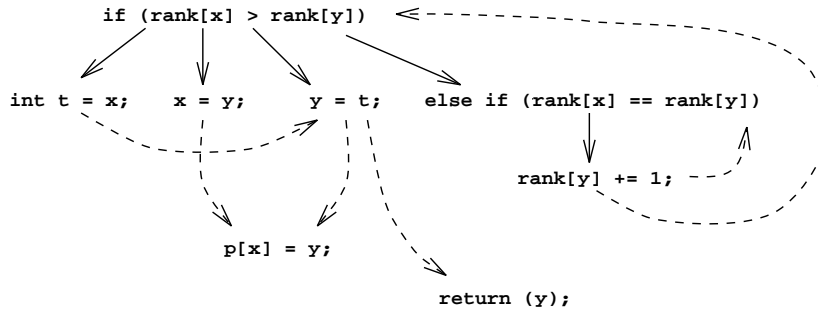 if (rank[x] > rank[y])
int t = x; x = y; y = t; else if (rank[x] == rank[y])
rank[y] += 1;
p[x] = y;
return (y);